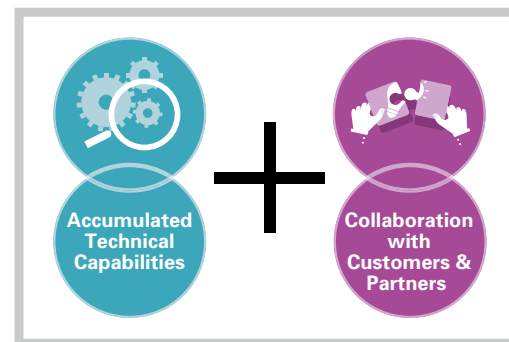 Accumulated
Technical
Capabilities
Collaboration
with
Customers &
Partners